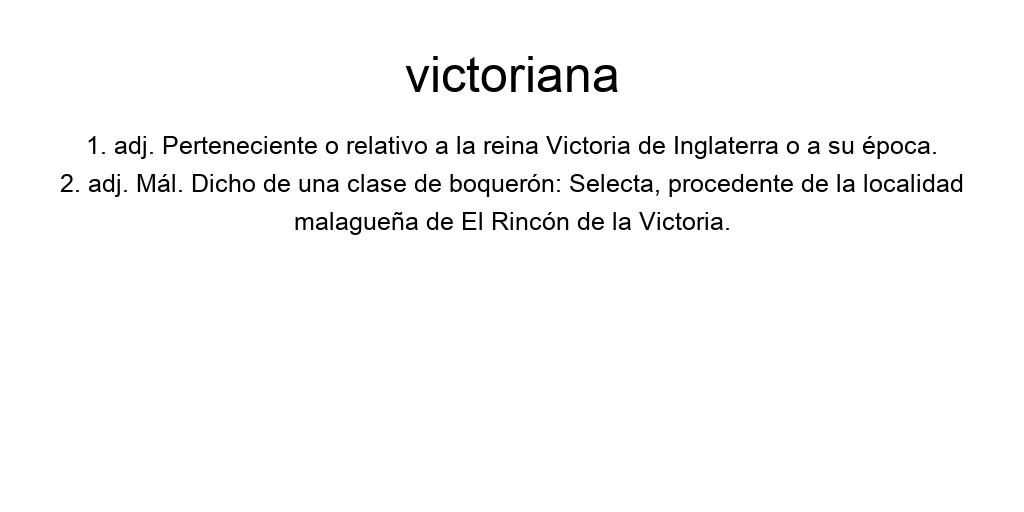 victoriana
1. adj. Perteneciente o relativo a la reina Victoria de Inglaterra o a su época.
2. adj. Mál. Dicho de una clase de boquerón: Selecta, procedente de la localidad
malagueña de El Rincón de la Victoria.